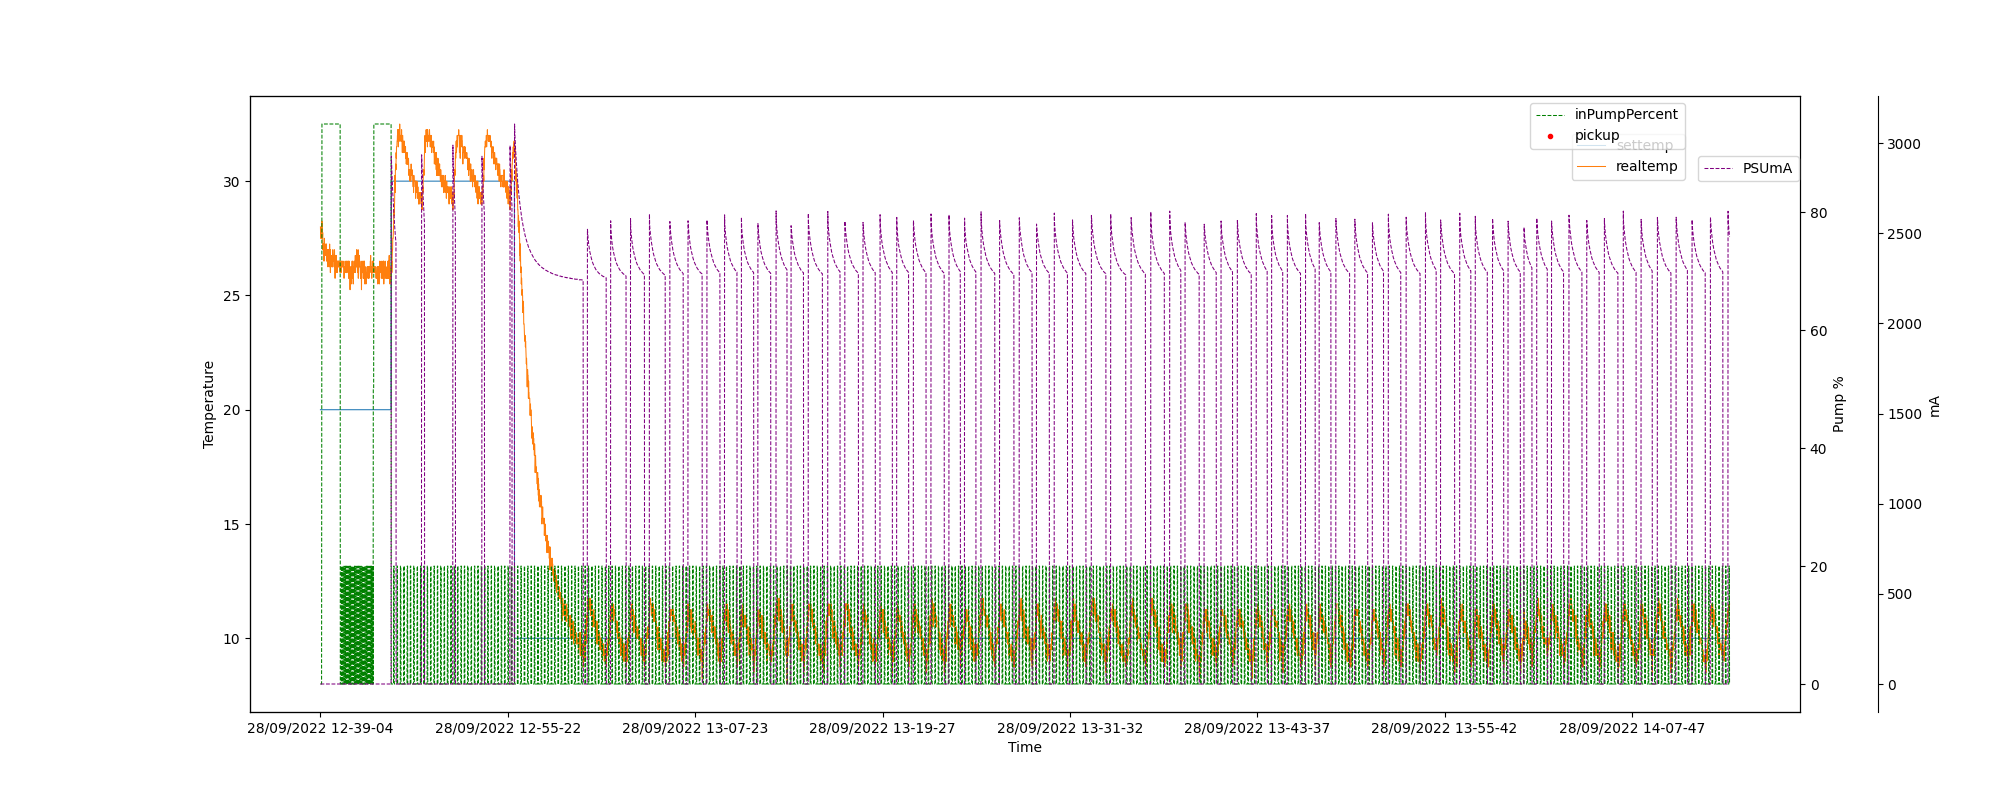 inPumpPercent
pickup
settemp
realtemp
PSUmA
30
25
20
15
10
Temperature
80
60
40
20
0
Pump %
3000
2500
2000
1500
1000
500
0
mA
28/09/2022 12-39-04
28/09/2022 12-55-22
28/09/2022 13-07-23
28/09/2022 13-19-27
28/09/2022 13-31-32
28/09/2022 13-43-37
28/09/2022 13-55-42
28/09/2022 14-07-47
Time